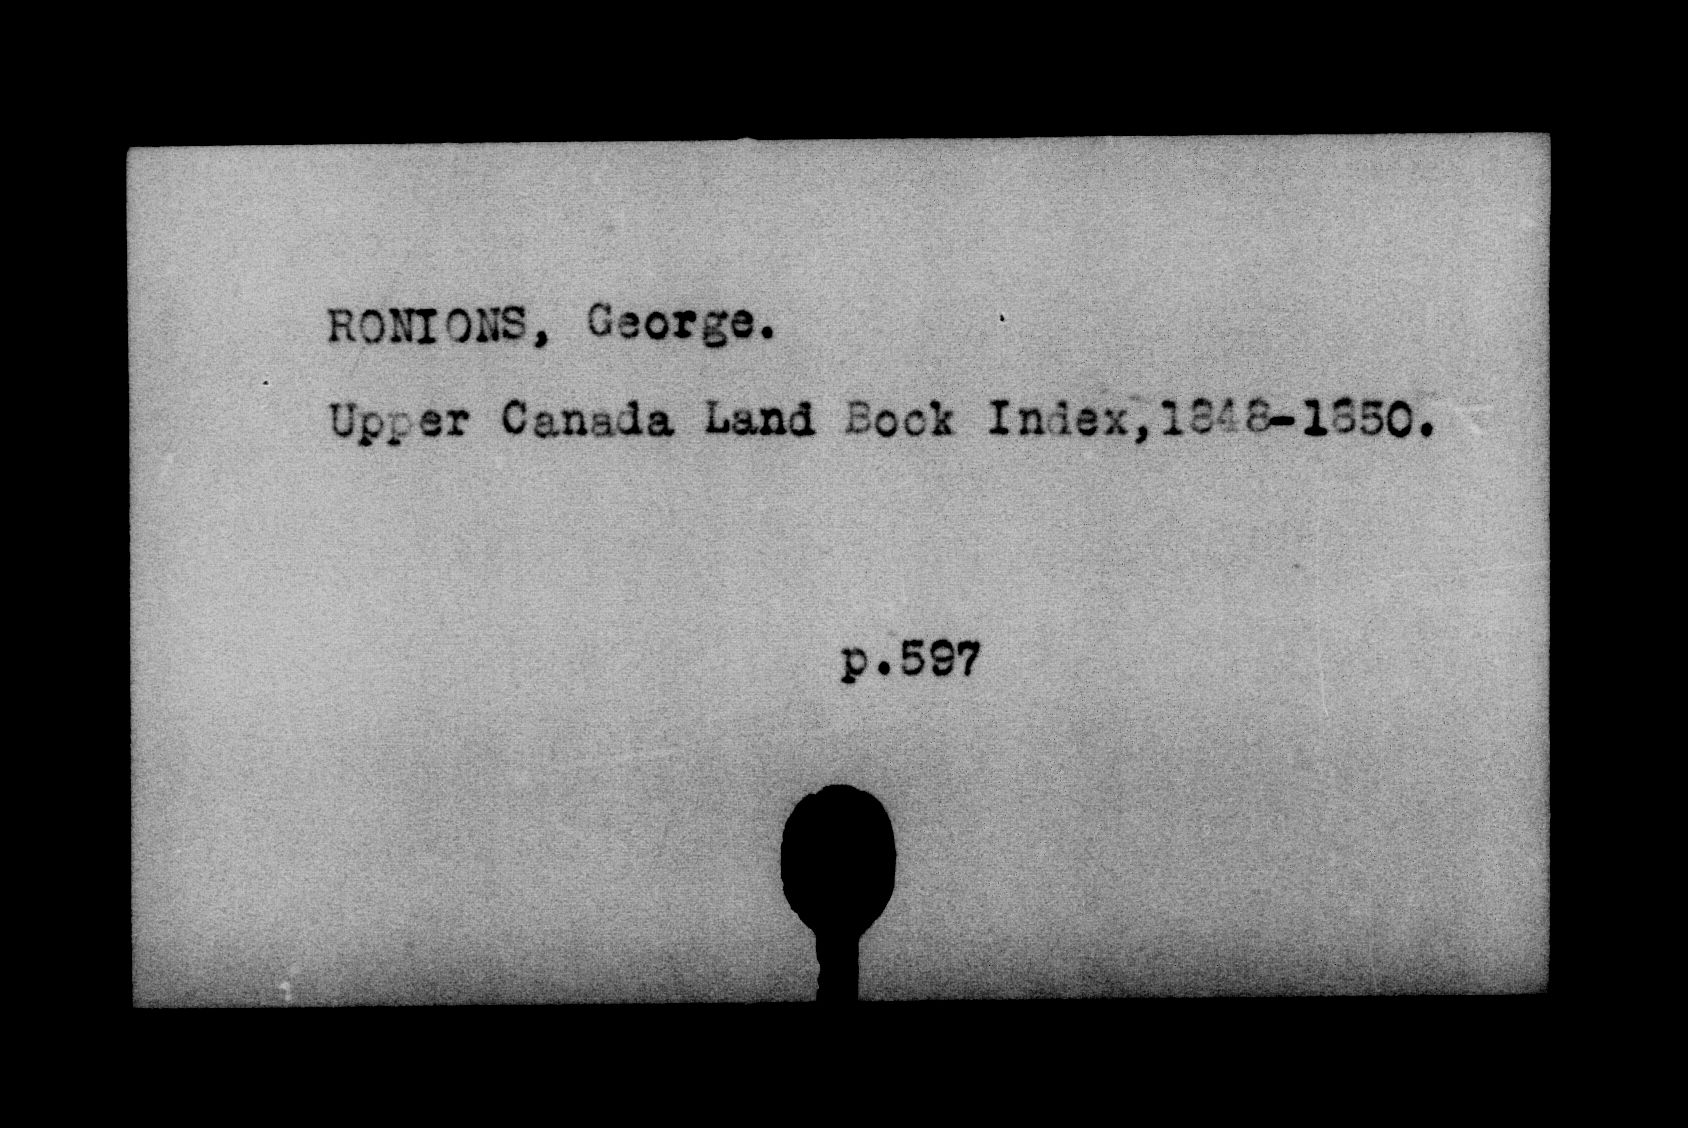 RONIONS, George.
Upper Canada Land Book Index,1848-1850.
p.597